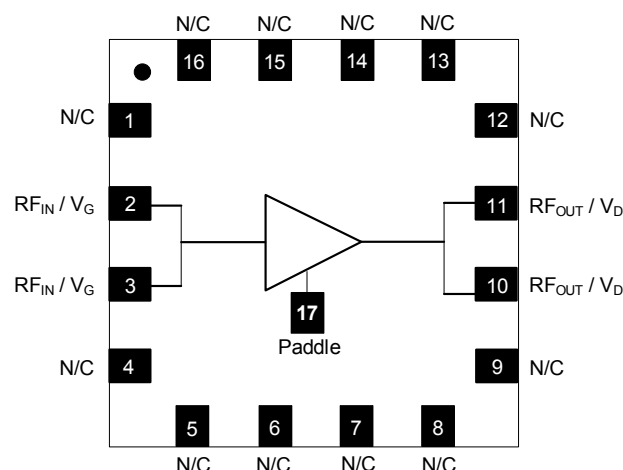 N/C N/C N/C N/C
16 15 14 13
N/C 1 12 N/C
RFIN / VG 2 11 RFOUT / VD
RFIN / VG 3 10 RFOUT / VD
17
Paddle
N/C 4 9 N/C
5 6 7 8
N/C N/C N/C N/C